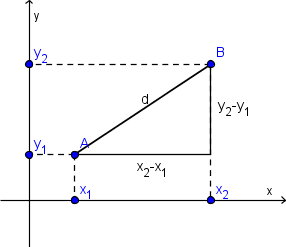 y
y₂
B
d
y₂-y₁
y₁
A
x₂-x₁
x₁
x₂
x